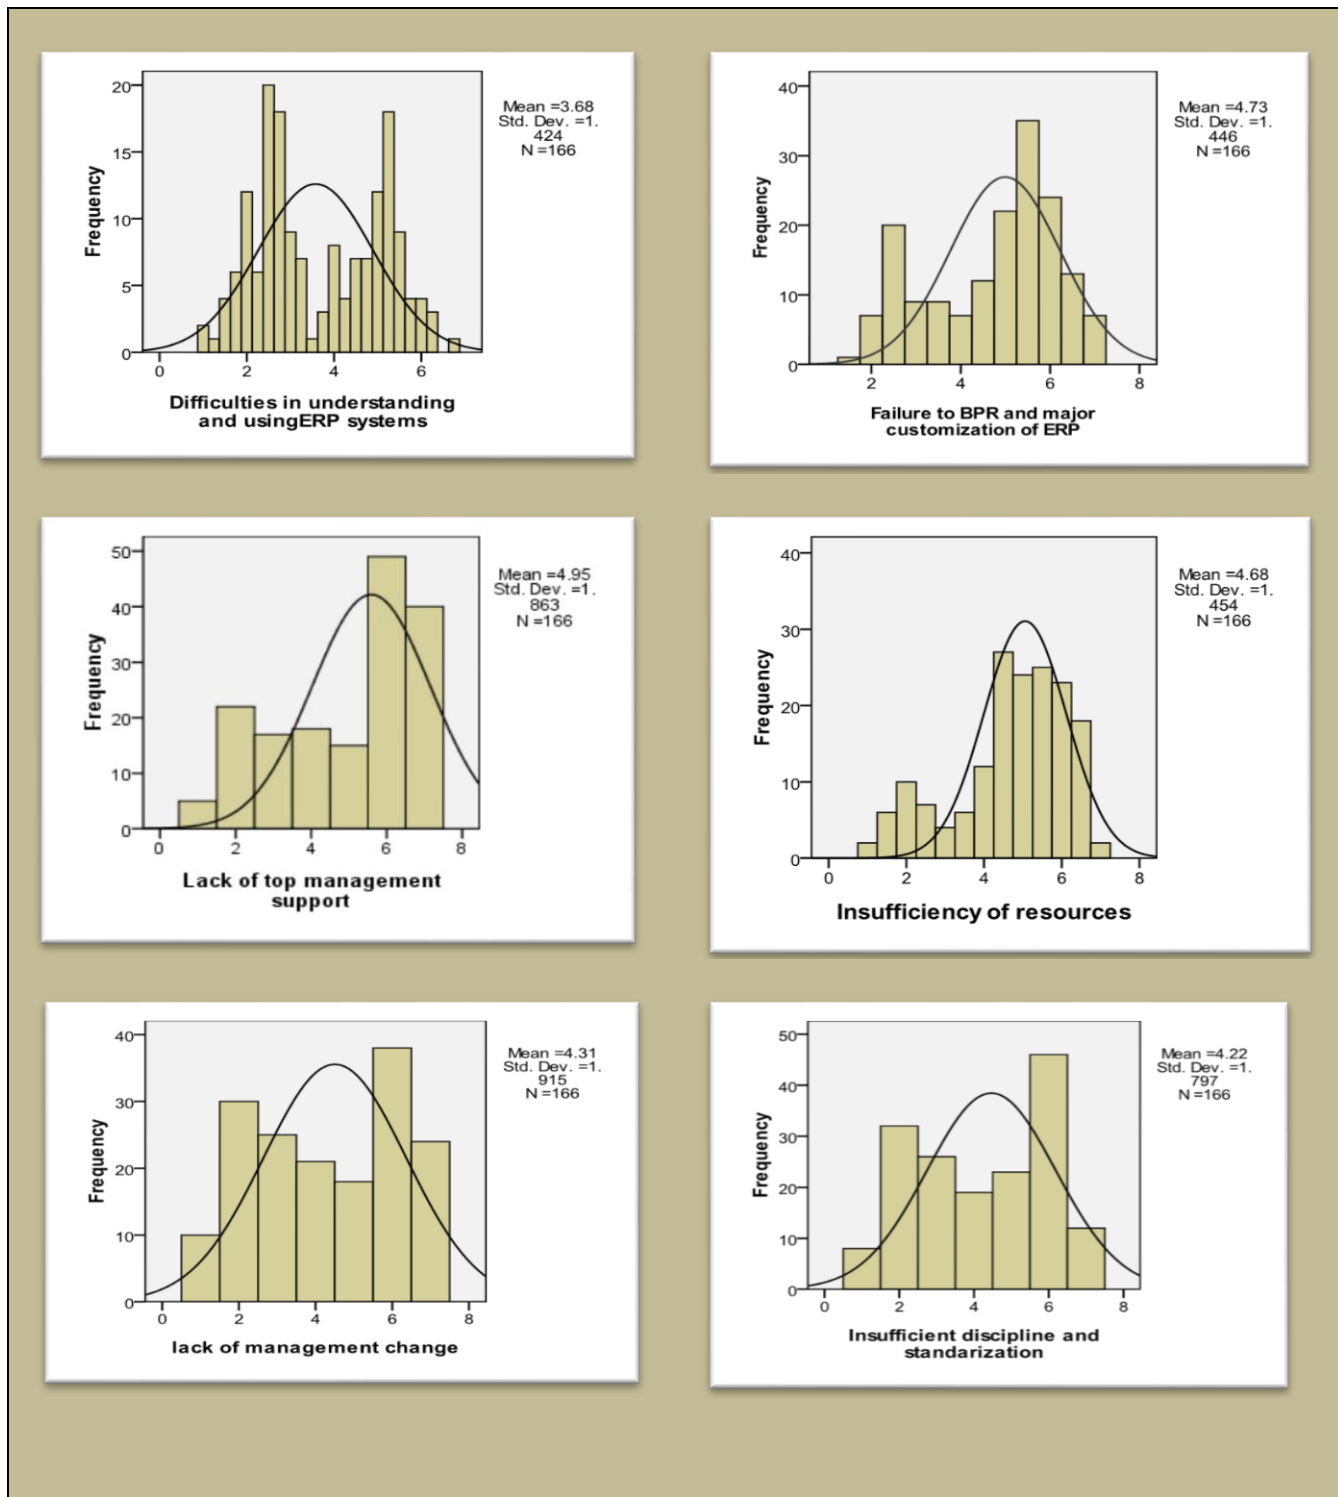 20
15
10
5
0
Frequency
0 2 4 6
Difficulties in understanding
and usingERP systems
Mean =3.68
Std. Dev. =1.
424
N =166
40
30
20
10
0
Frequency
2 4 6 8
Failure to BPR and major
customization of ERP
Mean =4.73
Std. Dev. =1.
446
N =166
50
40
30
20
10
0
Frequency
0 2 4 6 8
Lack of top management
support
Mean =4.95
Std. Dev. =1.
863
N =166
40
30
20
10
0
Frequency
0 2 4 6 8
Insufficiency of resources
Mean =4.68
Std. Dev. =1.
454
N =166
40
30
20
10
0
Frequency
0 2 4 6 8
lack of management change
Mean =4.31
Std. Dev. =1.
915
N =166
50
40
30
20
10
0
Frequency
0 2 4 6 8
Insufficient discipline and
standarization
Mean =4.22
Std. Dev. =1.
797
N =166